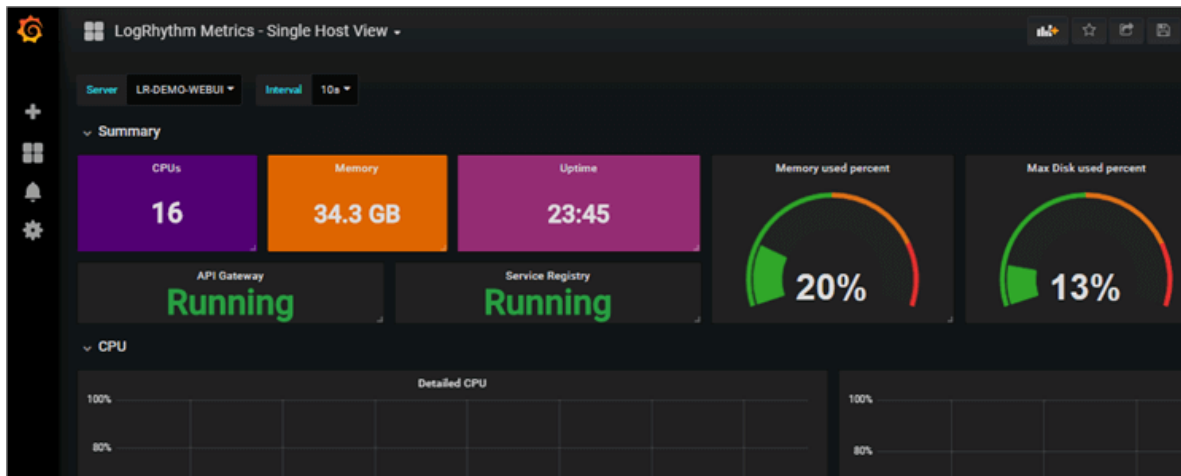 LogRhythm Metrics - Single Host View
Server LR-DEMO-WEBUI Interval 10s
Summary
CPUs
16
Memory
34.3 GB
Uptime
23:45
Memory used percent
20%
Max Disk used percent
13%
API Gateway
Running
Service Registry
Running
CPU
Detailed CPU
100%
80%
100%
80%